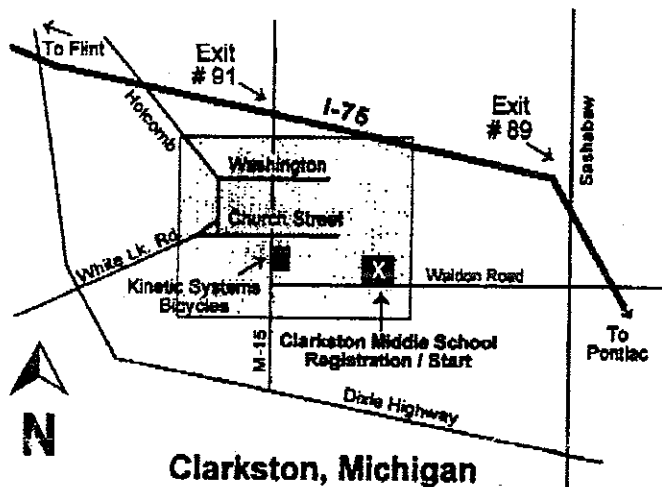 To Flint
Exit
# 91
I-75
Exit
# 89
Sashabaw
Holcomb
Washington
Church Street
White Lk. Rd.
Kinetic Systems
Bicycles
X
Waldon Road
Clarkston Middle School
Registration / Start
To
Pontiac
M-15
Dixie Highway
N
Clarkston, Michigan